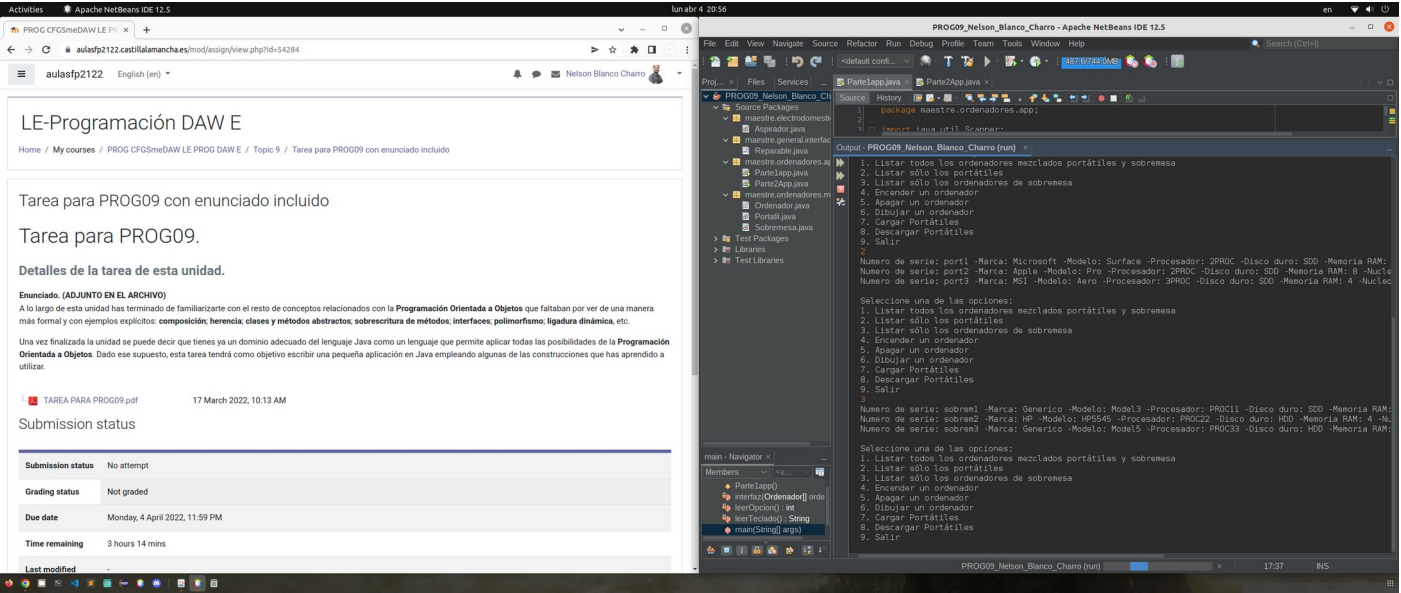 Activities
Apache NetBeans IDE 12.5
lun abr 4 20:56
en
PROG CFGSmeDAW LE PR
aulasfp2122.castillalamancha.es/mod/assign/view.php?id=54284
aulasfp2122
English (en)
Nelson Blanco Charro
LE-Programación DAW E
Home / My courses / PROG CFGSmeDAW LE PROG DAW E / Topic 9 / Tarea para PROG09 con enunciado incluido
Tarea para PROG09 con enunciado incluido
Tarea para PROG09.
Detalles de la tarea de esta unidad.
Enunciado. (ADJUNTO EN EL ARCHIVO)
A lo largo de esta unidad has terminado de familiarizarte con el resto de conceptos relacionados con la Programación Orientada a Objetos que faltaban por ver de una manera
más formal y con ejemplos explícitos: composición; herencia; clases y métodos abstractos; sobrescritura de métodos; interfaces; polimorfismo; ligadura dinámica, etc.
Una vez finalizada la unidad se puede decir que tienes ya un dominio adecuado del lenguaje Java como un lenguaje que permite aplicar todas las posibilidades de la Programación
Orientada a Objetos. Dado ese supuesto, esta tarea tendrá como objetivo escribir una pequeña aplicación en Java empleando algunas de las construcciones que has aprendido a
utilizar.
TAREA PARA PROG09.pdf 17 March 2022, 10:13 AM
Submission status
Submission status No attempt
Grading status Not graded
Due date Monday, 4 April 2022, 11:59 PM
Time remaining 3 hours 14 mins
Last modified -
PROG09_Nelson_Blanco_Charro - Apache NetBeans IDE 12.5
File Edit View Navigate Source Refactor Run Debug Profile Team Tools Window Help
Search (Ctrl+I)
<default confi...
487.6/744.0MB
Proj... Files Services
PROG09_Nelson_Blanco_Ch
Source Packages
maestre.electrodomesti
Aspirador.java
maestre.general.interfac
Reparable.java
maestre.ordenadores.ap
Parte1app.java
Parte2App.java
maestre.ordenadores.m
Ordenador.java
Portatil.java
Sobremesa.java
Test Packages
Libraries
Test Libraries
main - Navigator
Members
Parte1app()
interfaz(Ordenador[] orde
leerOpcion() : int
leerTeclado() : String
main(String[] args)
Parte1app.java Parte2App.java
Source History
1 package maestre.ordenadores.app;
2
3 import java.util.Scanner;
Output - PROG09_Nelson_Blanco_Charro (run)
1. Listar todos los ordenadores mezclados portátiles y sobremesa
2. Listar sólo los portátiles
3. Listar sólo los ordenadores de sobremesa
4. Encender un ordenador
5. Apagar un ordenador
6. Dibujar un ordenador
7. Cargar Portátiles
8. Descargar Portátiles
9. Salir
2
Numero de serie: port1 -Marca: Microsoft -Modelo: Surface -Procesador: 2PROC -Disco duro: SDD -Memoria RAM:
Numero de serie: port2 -Marca: Apple -Modelo: Pro -Procesador: 2PROC -Disco duro: SDD -Memoria RAM: 8 -Nucle
Numero de serie: port3 -Marca: MSI -Modelo: Aero -Procesador: 3PROC -Disco duro: SDD -Memoria RAM: 4 -Nucleo
Seleccione una de las opciones:
1. Listar todos los ordenadores mezclados portátiles y sobremesa
2. Listar sólo los portátiles
3. Listar sólo los ordenadores de sobremesa
4. Encender un ordenador
5. Apagar un ordenador
6. Dibujar un ordenador
7. Cargar Portátiles
8. Descargar Portátiles
9. Salir
3
Numero de serie: sobrem1 -Marca: Generico -Modelo: Model3 -Procesador: PROC11 -Disco duro: SDD -Memoria RAM:
Numero de serie: sobrem2 -Marca: HP -Modelo: HP5545 -Procesador: PROC22 -Disco duro: HDD -Memoria RAM: 4 -Nu
Numero de serie: sobrem3 -Marca: Generico -Modelo: Model5 -Procesador: PROC33 -Disco duro: HDD -Memoria RAM:
Seleccione una de las opciones:
1. Listar todos los ordenadores mezclados portátiles y sobremesa
2. Listar sólo los portátiles
3. Listar sólo los ordenadores de sobremesa
4. Encender un ordenador
5. Apagar un ordenador
6. Dibujar un ordenador
7. Cargar Portátiles
8. Descargar Portátiles
9. Salir
PROG09_Nelson_Blanco_Charro (run)
17:37
INS